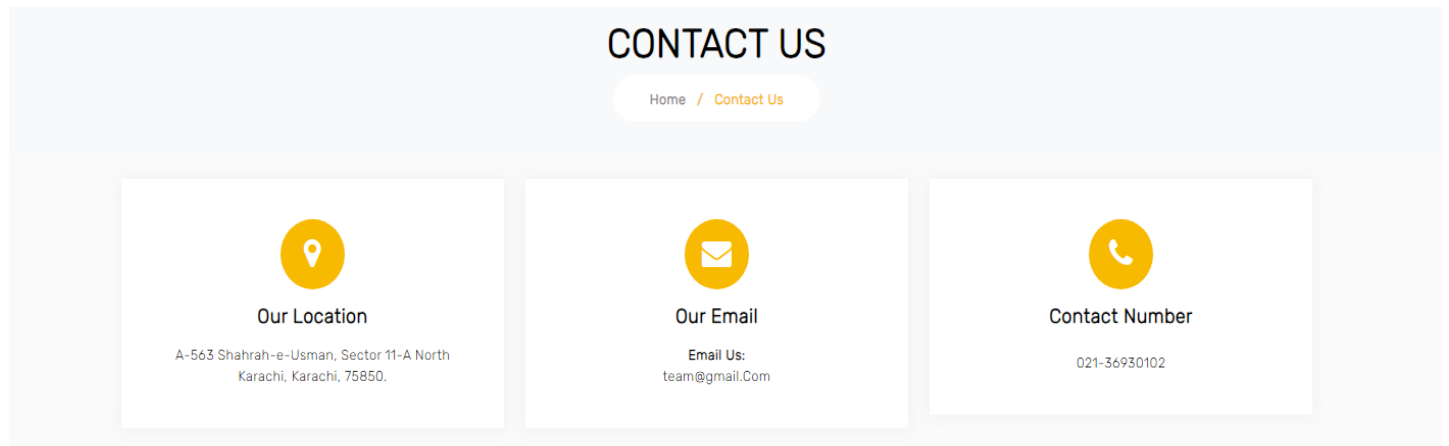 CONTACT US
Home / Contact Us
Our Location
A-563 Shahrah-e-Usman, Sector 11-A North
Karachi, Karachi, 75850.
Our Email
Email Us:
team@gmail.Com
Contact Number
021-36930102